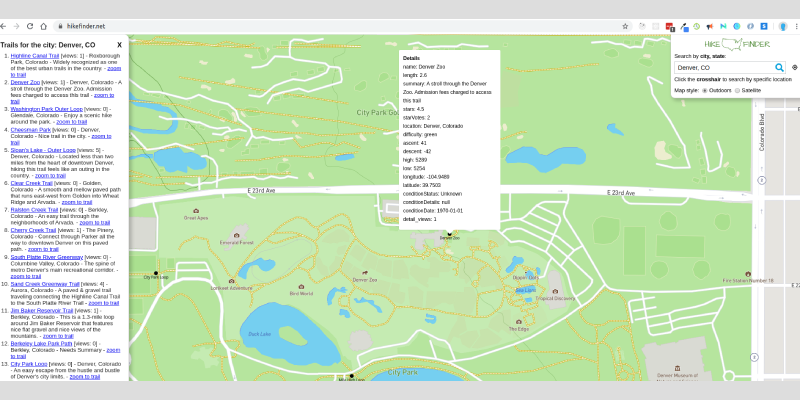 hikefinder.net
Trails for the city: Denver, CO X
1. Highline Canal Trail [views: 1] - Roxborough
Park, Colorado - Widely recognized as one
of the best urban trails in the country. - zoom
to trail
2. Denver Zoo [views: 1] - Denver, Colorado - A
stroll through the Denver Zoo. Admission
fees charged to access this trail - zoom to
trail
3. Washington Park Outer Loop [views: 0] -
Glendale, Colorado - Enjoy a scenic hike
around the park. - zoom to trail
4. Cheesman Park [views: 0] - Denver,
Colorado - Nice trail in the city. - zoom to
trail
5. Sloan's Lake - Outer Loop [views: 5] -
Denver, Colorado - Located less than two
miles from the heart of downtown Denver,
hiking this trail feels like an outing in the
country. - zoom to trail
6. Clear Creek Trail [views: 0] - Golden,
Colorado - A smooth and mellow paved path
that runs east-west from Golden into Wheat
Ridge and Arvada. - zoom to trail
7. Ralston Creek Trail [views: 0] - Berkley,
Colorado - An easy trail through the
neighborhoods of Arvada. - zoom to trail
8. Cherry Creek Trail [views: 1] - The Pinery,
Colorado - Connect through Parker all the
way to downtown Denver on this paved
path. - zoom to trail
9. South Platte River Greenway [views: 0] -
Columbine Valley, Colorado - The spine of
metro Denver's main recreational corridor. -
zoom to trail
10. Sand Creek Greenway Trail [views: 4] -
Aurora, Colorado - A paved & gravel trail
traveling connecting the Highline Canal Trail
to the South Platte River Trail - zoom to trail
11. Jim Baker Reservoir Trail [views: 1] -
Berkley, Colorado - This is a 1.3-mile loop
around Jim Baker Reservoir that features
nice flat gravel and nice views of the
mountains. - zoom to trail
12. Berkeley Lake Park Path [views: 0] -
Berkley, Colorado - Needs Summary - zoom
to trail
13. City Park Loop [views: 0] - Denver, Colorado
- An easy escape from the hustle and bustle
of Denver's city limits. - zoom to trail
Details
name: Denver Zoo
length: 2.6
summary: A stroll through the Denver
Zoo. Admission fees charged to access
this trail
stars: 4.5
starVotes: 2
location: Denver, Colorado
difficulty: green
ascent: 41
descent: -42
high: 5289
low: 5254
longitude: -104.9489
latitude: 39.7503
conditionStatus: Unknown
conditionDetails: null
conditionDate: 1970-01-01
detail_views: 1
HIKE FINDER
Search by city, state:
Denver, CO
Click the crosshair to search by specific location
Map style: Outdoors Satellite
City Park Go
Colorado Blvd
E 23rd Ave
E 23rd Ave
Great Apes
Emerald Forest
Denver Zoo
City Park Loop
Lorikeet Adventure
Bird World
Denver Zoo
Tropical Discovery
The Edge
Duck Lake
City Park
Fire Station Number 18
E 22
Denver Museum of